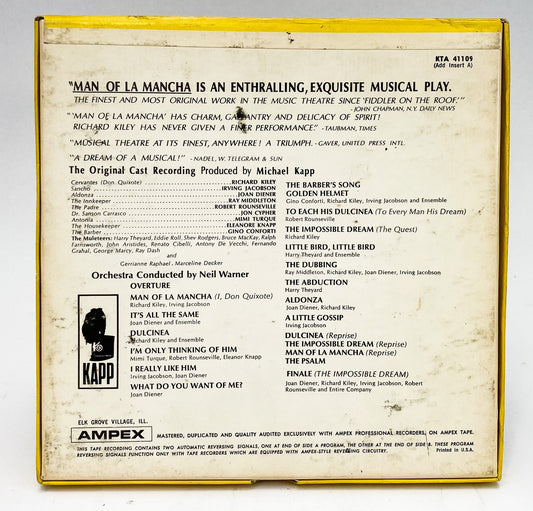 KTA 41109
(Add Insert A)
"MAN OF LA MANCHA IS AN ENTHRALLING, EXQUISITE MUSICAL PLAY.
THE FINEST AND MOST ORIGINAL WORK IN THE MUSIC THEATRE SINCE 'FIDDLER ON THE ROOF.'" - JOHN CHAPMAN, N.Y. DAILY NEWS
"'MAN OF LA MANCHA' HAS CHARM, GALLANTRY AND DELICACY OF SPIRIT!
RICHARD KILEY HAS NEVER GIVEN A FINER PERFORMANCE." - TAUBMAN, TIMES
"MUSICAL THEATRE AT ITS FINEST, ANYWHERE! A TRIUMPH. - GAVER, UNITED PRESS INTL.
"A DREAM OF A MUSICAL!" - NADEL, W. TELEGRAM & SUN
The Original Cast Recording Produced by Michael Kapp
Cervantes (Don Quixote) RICHARD KILEY
Sancho IRVING JACOBSON
Aldonza JOAN DIENER
The Innkeeper RAY MIDDLETON
The Padre ROBERT ROUNSEVILLE
Dr. Sanson Carrasco JON CYPHER
Antonia MIMI TURQUE
The Housekeeper ELEANORE KNAPP
The Barber GINO CONFORTI
The Muleteers: Harry Theyard, Eddie Roll, Shev Rodgers, Bruce MacKay, Ralph
Farnsworth, John Aristides, Renato Cibelli, Antony De Vecchi, Fernando
Grahal, George Marcy, Ray Dash
and
Gerrianne Raphael - Marceline Decker
Orchestra Conducted by Neil Warner
OVERTURE
MAN OF LA MANCHA (I, Don Quixote)
Richard Kiley, Irving Jacobson
IT'S ALL THE SAME
Joan Diener and Ensemble
DULCINEA
Richard Kiley and Ensemble
I'M ONLY THINKING OF HIM
Mimi Turque, Robert Rounseville, Eleanor Knapp
I REALLY LIKE HIM
Irving Jacobson, Joan Diener
WHAT DO YOU WANT OF ME?
Joan Diener
KAPP
THE BARBER'S SONG
GOLDEN HELMET
Gino Conforti, Richard Kiley, Irving Jacobson and Ensemble
TO EACH HIS DULCINEA (To Every Man His Dream)
Robert Rounseville
THE IMPOSSIBLE DREAM (The Quest)
Richard Kiley
LITTLE BIRD, LITTLE BIRD
Harry Theyard and Ensemble
THE DUBBING
Ray Middleton, Richard Kiley, Joan Diener, Irving Jacobson
THE ABDUCTION
Harry Theyard
ALDONZA
Joan Diener, Richard Kiley
A LITTLE GOSSIP
Irving Jacobson
DULCINEA (Reprise)
THE IMPOSSIBLE DREAM (Reprise)
MAN OF LA MANCHA (Reprise)
THE PSALM
FINALE (THE IMPOSSIBLE DREAM)
Joan Diener, Richard Kiley, Irving Jacobson, Robert
Rounseville and Entire Company
ELK GROVE VILLAGE, ILL.
AMPEX MASTERED, DUPLICATED AND QUALITY AUDITED EXCLUSIVELY WITH AMPEX PROFESSIONAL RECORDERS, ON AMPEX TAPE.
THIS TAPE RECORDING CONTAINS TWO AUTOMATIC REVERSING SIGNALS, ONE AT END OF SIDE A PROGRAM, THE OTHER AT THE END OF SIDE B. THESE PROGRAM
REVERSING SIGNALS FUNCTION ONLY WITH TAPE RECORDERS WHICH ARE EQUIPPED WITH AMPEX-STYLE REVERSING CIRCUITRY.
Printed in U.S.A.